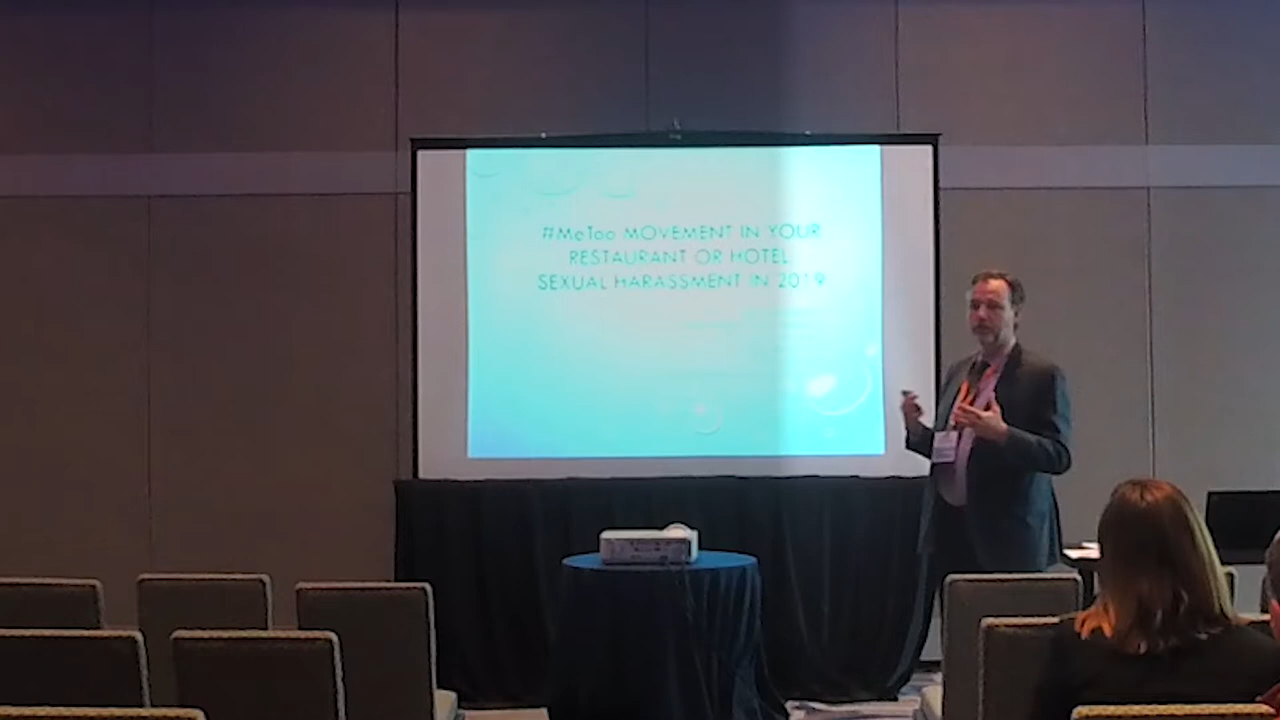 #MeToo MOVEMENT IN YOUR
RESTAURANT OR HOTEL
SEXUAL HARASSMENT IN 2019